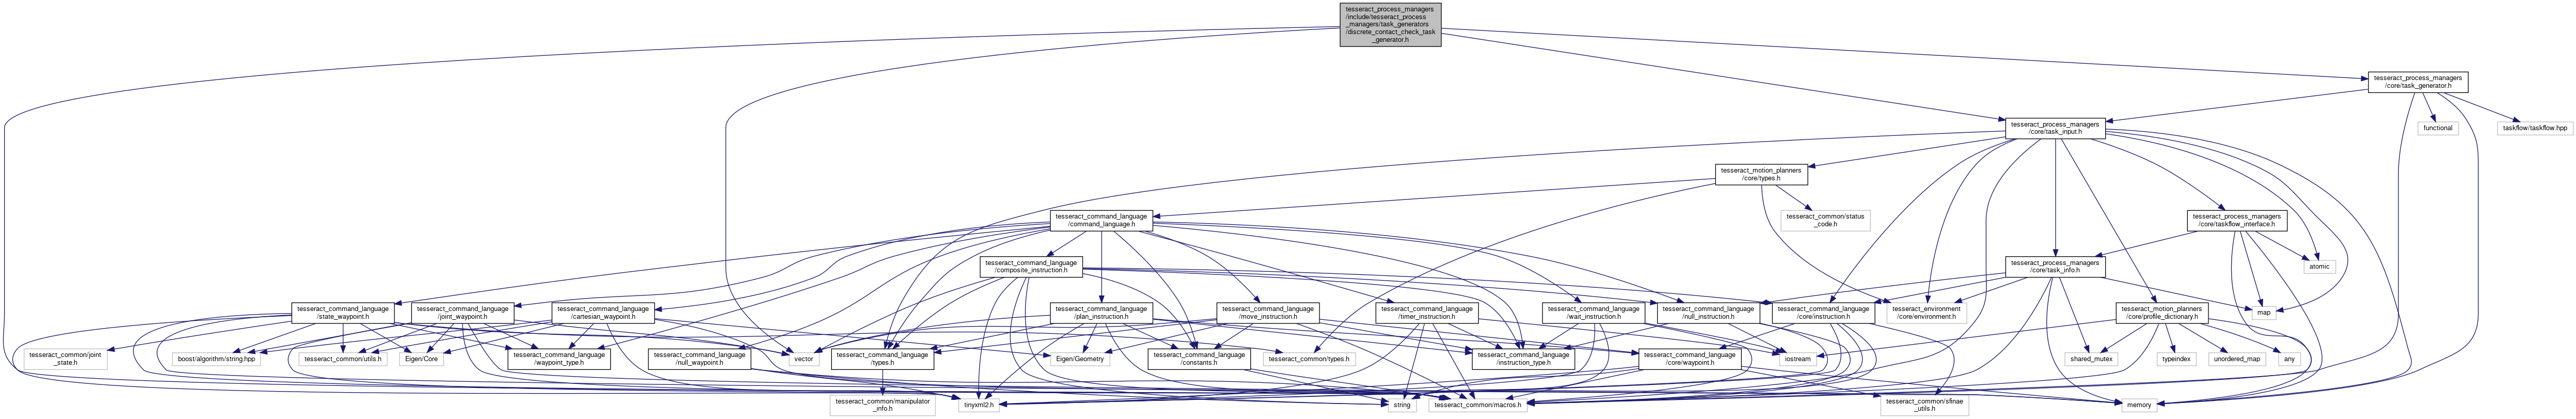 tesseract_process_managers
/include/tesseract_process
_managers/task_generators
/discrete_contact_check_task
_generator.h
tesseract_process_managers
/core/task_generator.h
tesseract_process_managers
/core/task_input.h
functional
taskflow/taskflow.hpp
tesseract_motion_planners
/core/types.h
tesseract_command_language
/command_language.h
tesseract_common/status
_code.h
tesseract_process_managers
/core/taskflow_interface.h
tesseract_command_language
/composite_instruction.h
tesseract_process_managers
/core/task_info.h
atomic
tesseract_command_language
/state_waypoint.h
tesseract_command_language
/joint_waypoint.h
tesseract_command_language
/cartesian_waypoint.h
tesseract_command_language
/plan_instruction.h
tesseract_command_language
/move_instruction.h
tesseract_command_language
/timer_instruction.h
tesseract_command_language
/wait_instruction.h
tesseract_command_language
/null_instruction.h
tesseract_command_language
/core/instruction.h
tesseract_environment
/core/environment.h
tesseract_motion_planners
/core/profile_dictionary.h
map
tesseract_common/joint
_state.h
boost/algorithm/string.hpp
tesseract_common/utils.h
Eigen/Core
tesseract_command_language
/waypoint_type.h
tesseract_command_language
/null_waypoint.h
vector
tesseract_command_language
/types.h
Eigen/Geometry
tesseract_command_language
/constants.h
tesseract_common/types.h
tesseract_command_language
/instruction_type.h
tesseract_command_language
/core/waypoint.h
iostream
shared_mutex
typeindex
unordered_map
any
tesseract_common/manipulator
_info.h
tinyxml2.h
string
tesseract_common/macros.h
tesseract_common/sfinae
_utils.h
memory